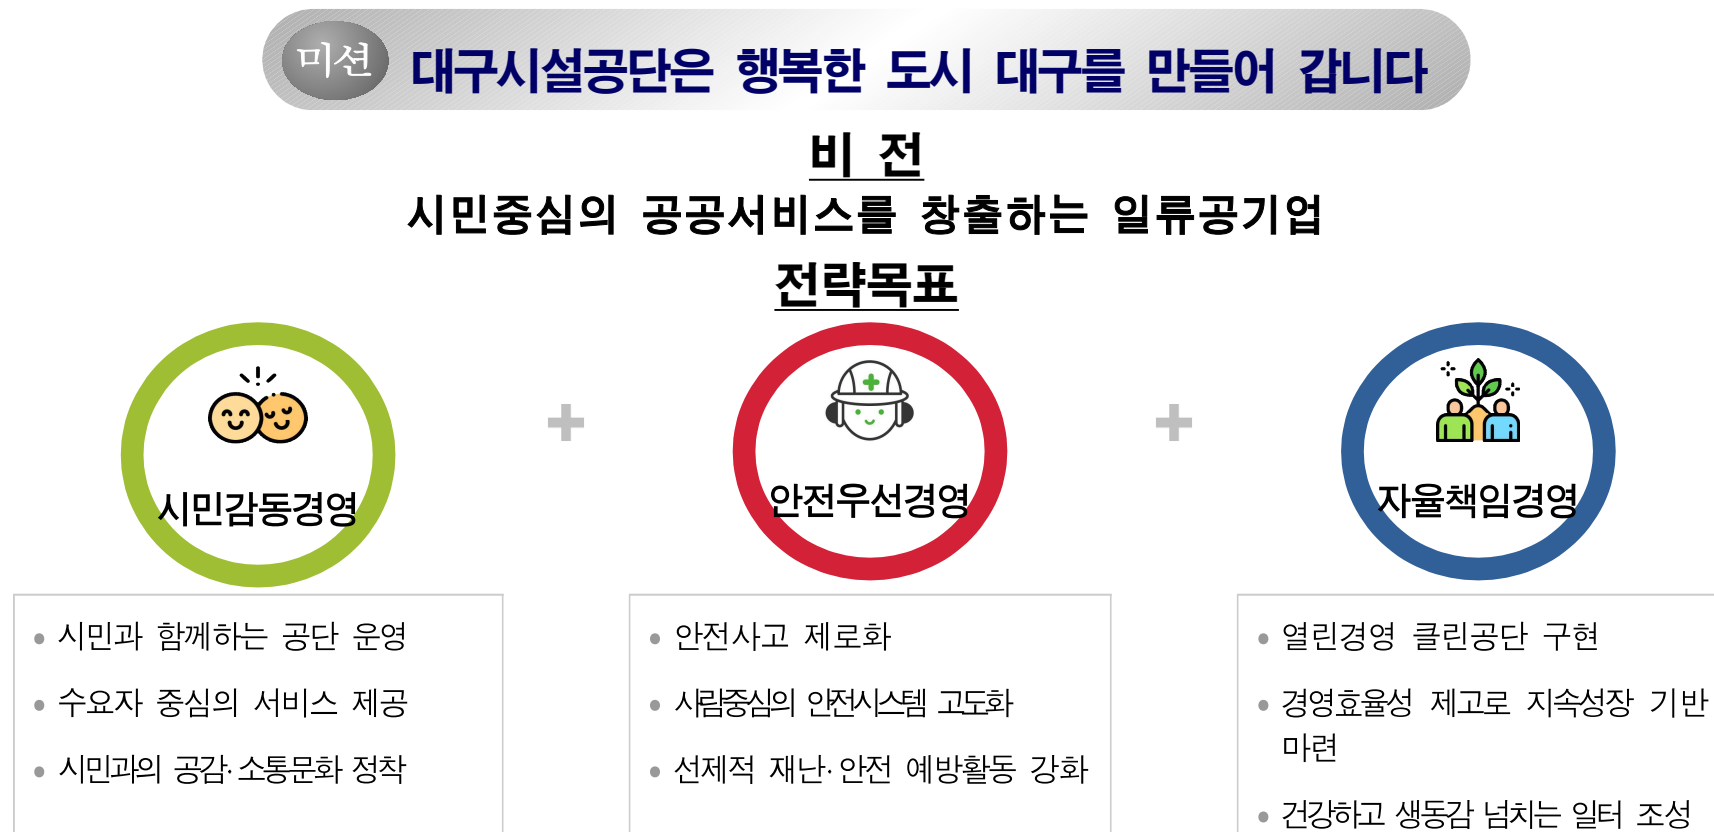 미션 대구시설공단은 행복한 도시 대구를 만들어 갑니다
비 전
시민중심의 공공서비스를 창출하는 일류공기업
전략목표
시민감동경영
안전우선경영
자율책임경영
시민과 함께하는 공단 운영
수요자 중심의 서비스 제공
시민과의 공감·소통문화 정착
안전사고 제로화
사람중심의 안전시스템 고도화
선제적 재난·안전 예방활동 강화
열린경영 클린공단 구현
경영효율성 제고로 지속성장 기반
마련
건강하고 생동감 넘치는 일터 조성